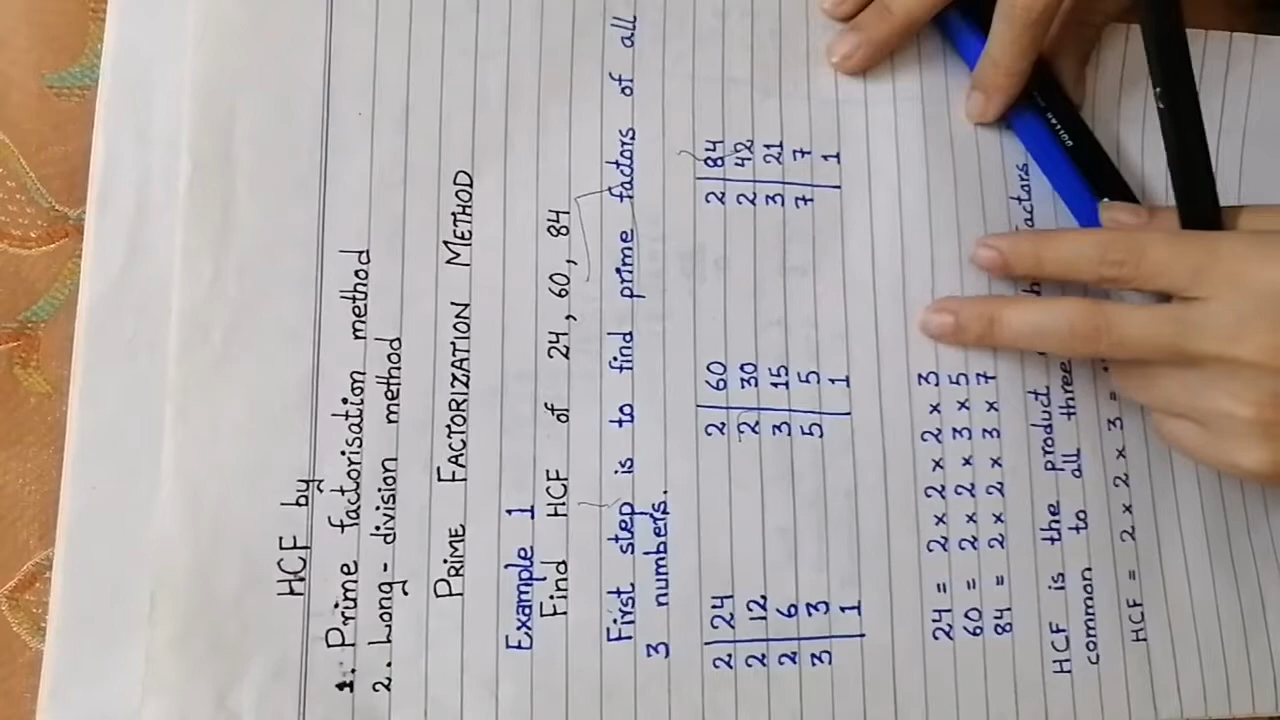 HCF by
1. Prime factorisation method
2. Long-division method
PRIME FACTORIZATION METHOD
Example 1
Find HCF of 24, 60, 84
First step is to find prime factors of all
3 numbers.
2 | 24 2 | 60 2 | 84
2 | 12 2 | 30 2 | 42
2 | 6 3 | 15 3 | 21
3 | 3 5 | 5 7 | 7
| 1 | 1 | 1
24 = 2 × 2 × 2 × 3
60 = 2 × 2 × 3 × 5
84 = 2 × 2 × 3 × 7
HCF is the product
common to all three
HCF = 2 × 2 × 3 =
DOLLAR